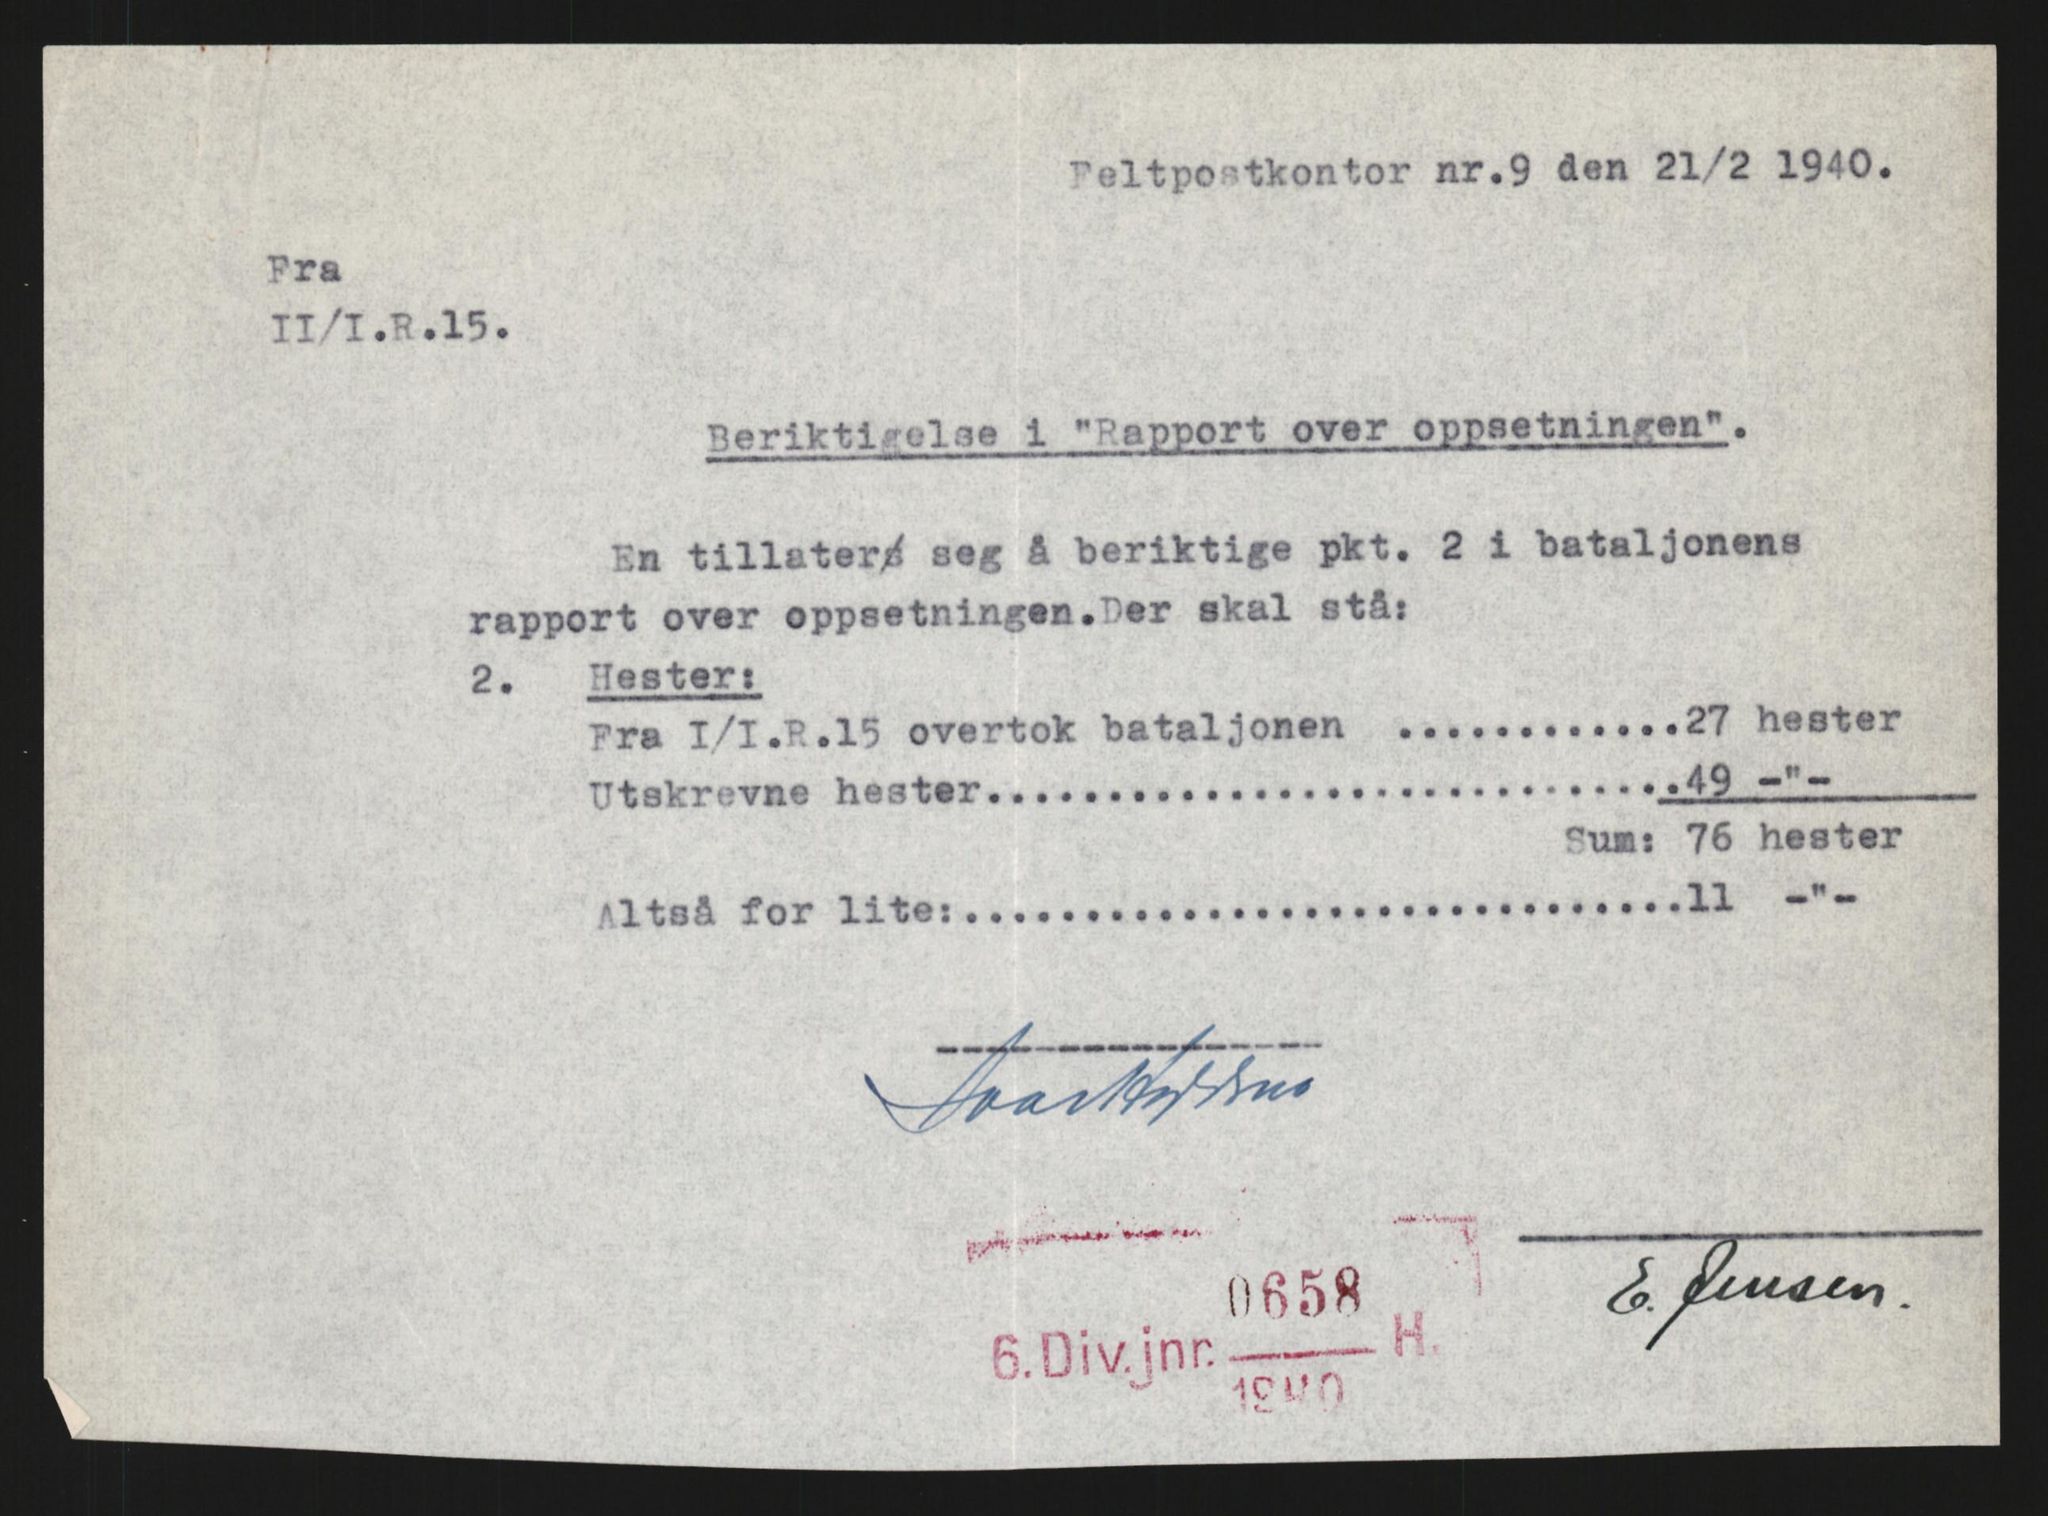 Feltpostkontor nr.9 den 21/2 1940.
Fra
II/I.R.15.
Beriktigelse i "Rapport over oppsetningen".
En tillater seg å beriktige pkt. 2 i bataljonens
rapport over oppsetningen.Der skal stå:
2. Hester:
Fra I/I.R.15 overtok bataljonen ............27 hester
Utskrevne hester..............................49 -"-
Sum: 76 hester
Altså for lite:...............................11 -"-
E. Jensen.
0658
6.Div.jnr. H.
1940